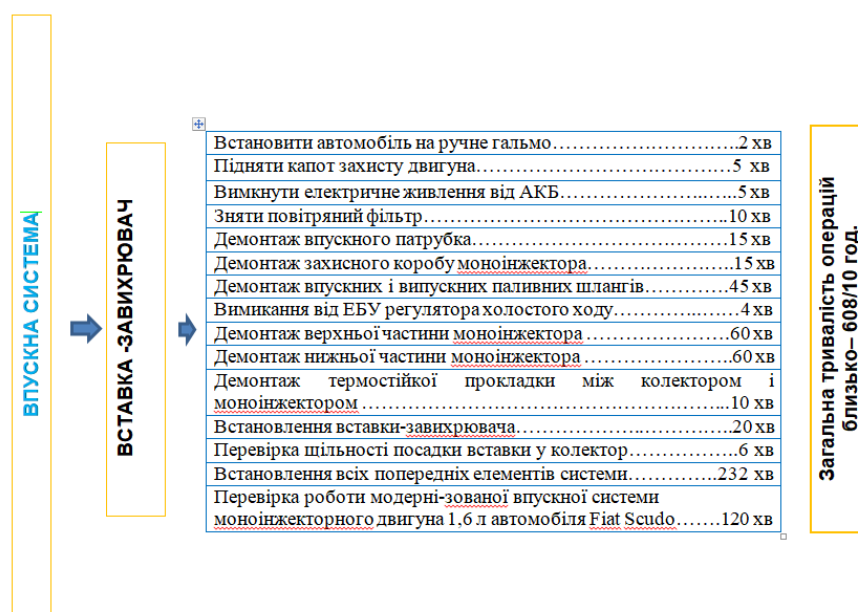 ВПУСКНА СИСТЕМА
ВСТАВКА -ЗАВИХРЮВАЧ
Встановити автомобіль на ручне гальмо……………………….2 хв
Підняти капот захисту двигуна……………………………….5 хв
Вимкнути електричне живлення від АКБ……………………..5 хв
Зняти повітряний фільтр……………………………………..10 хв
Демонтаж впускного патрубка……………………………….15 хв
Демонтаж захисного коробу моноінжектора………………….15 хв
Демонтаж впускних і випускних паливних шлангів………….45 хв
Вимикання від ЕБУ регулятора холостого ходу……………….4 хв
Демонтаж верхньої частини моноінжектора ………………….60 хв
Демонтаж нижньої частини моноінжектора ………………….60 хв
Демонтаж термостійкої прокладки між колектором і
моноінжектором ……………………………………………... 10 хв
Встановлення вставки-завихрювача…………………………..20 хв
Перевірка щільності посадки вставки у колектор…………….6 хв
Встановлення всіх попередніх елементів системи…………..232 хв
Перевірка роботи модерні-зованої впускної системи
моноінжекторного двигуна 1,6 л автомобіля Fiat Scudo…….120 хв
Загальна тривалість операцій
близько– 608/10 год.